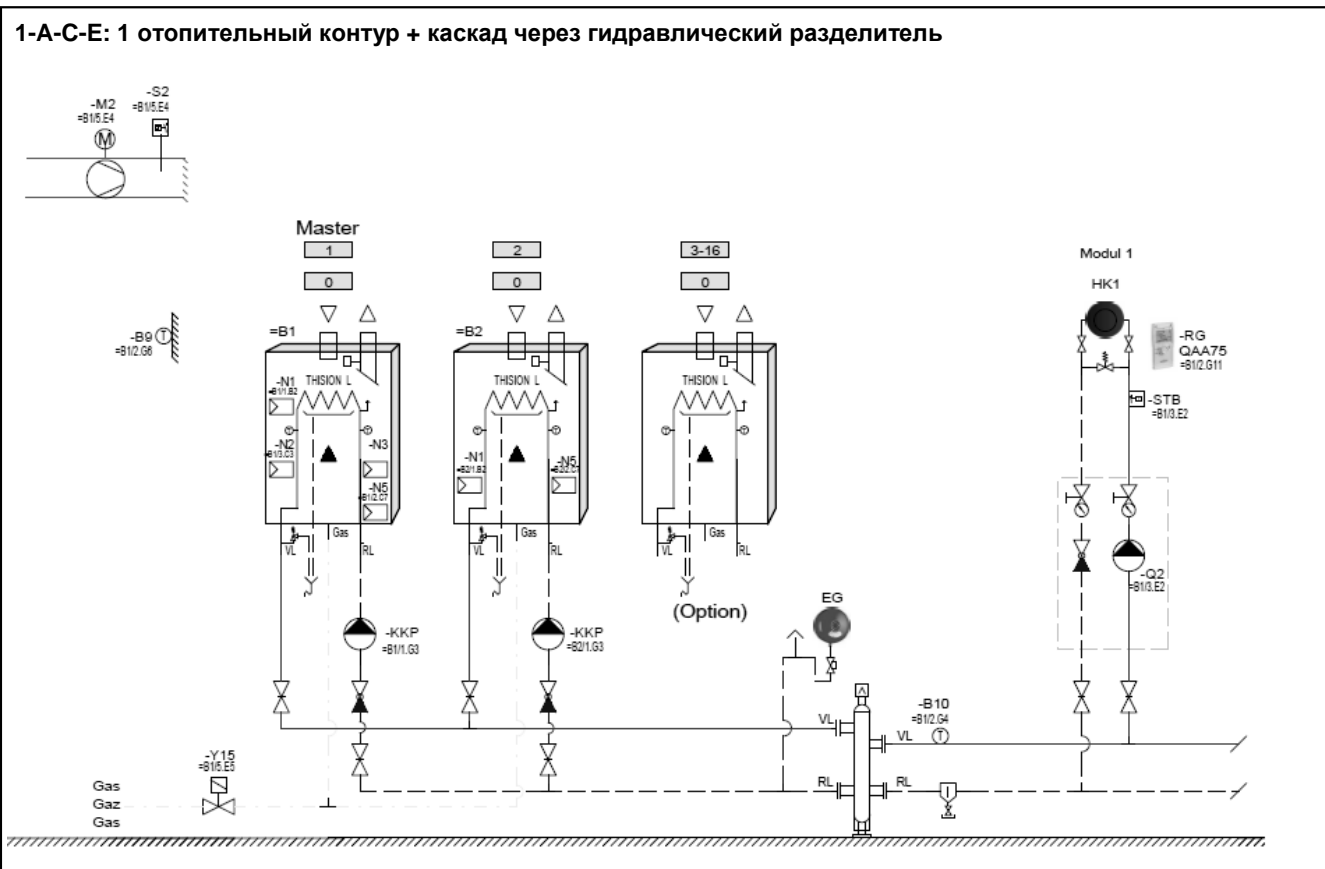 1-A-C-E: 1 отопительный контур + каскад через гидравлический разделитель
-M2
=B1/5.E4
-S2
=B1/5.E4
M
Master
1
2
3-16
0
0
0
-B9
=B1/2.G6
T
=B1
=B2
THISION L
THISION L
THISION L
-N1
=B1/1.B2
-N2
=B1/3.C3
-N3
-N5
=B1/2.C7
-N1
=B2/1.B2
-N5
VL
Gas
RL
VL
Gas
RL
VL
Gas
RL
(Option)
-KKP
=B1/1.G3
-KKP
=B2/1.G3
EG
Modul 1
HK1
-RG
QAA75
=B1/2.G11
-STB
=B1/3.E2
-Q2
=B1/3.E2
-B10
=B1/2.G4
T
VL
VL
RL
RL
-Y15
=B1/5.E5
Gas
Gaz
Gas